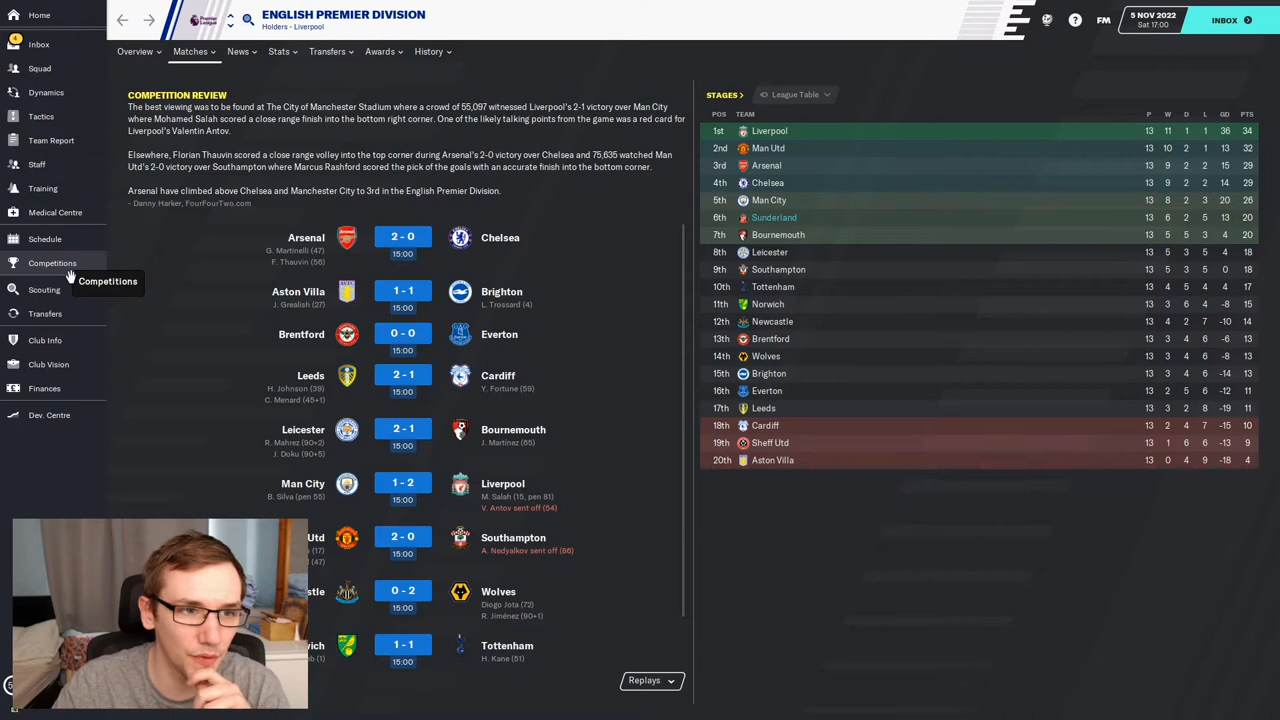 Home
4
Inbox
Squad
Dynamics
Tactics
Team Report
Staff
Training
Medical Centre
Schedule
Competitions
Competitions
Scouting
Transfers
Club Info
Club Vision
Finances
Dev. Centre
Premier League
ENGLISH PREMIER DIVISION
Holders - Liverpool
FM
5 NOV 2022
Sat 17:00
INBOX
Overview Matches News Stats Transfers Awards History
COMPETITION REVIEW
The best viewing was to be found at The City of Manchester Stadium where a crowd of 55,097 witnessed Liverpool's 2-1 victory over Man City
where Mohamed Salah scored a close range finish into the bottom right corner. One of the likely talking points from the game was a red card for
Liverpool's Valentin Antov.
Elsewhere, Florian Thauvin scored a close range volley into the top corner during Arsenal's 2-0 victory over Chelsea and 75,635 watched Man
Utd's 2-0 victory over Southampton where Marcus Rashford scored the pick of the goals with an accurate finish into the bottom corner.
Arsenal have climbed above Chelsea and Manchester City to 3rd in the English Premier Division.
- Danny Harker, FourFourTwo.com
Arsenal 2 - 0 Chelsea
G. Martinelli (47) 15:00
F. Thauvin (56)
Aston Villa 1 - 1 Brighton
J. Grealish (27) 15:00 L. Trossard (4)
Brentford 0 - 0 Everton
15:00
Leeds 2 - 1 Cardiff
H. Johnson (39) 15:00 Y. Fortune (59)
C. Menard (45+1)
Leicester 2 - 1 Bournemouth
R. Mahrez (90+2) 15:00 J. Martínez (65)
J. Doku (90+5)
Man City 1 - 2 Liverpool
B. Silva (pen 55) 15:00 M. Salah (15, pen 81)
V. Antov sent off (54)
Utd 2 - 0 Southampton
(17) 15:00 A. Nedyalkov sent off (86)
(47)
stle 0 - 2 Wolves
15:00 Diogo Jota (72)
R. Jiménez (90+1)
wich 1 - 1 Tottenham
(1) 15:00 H. Kane (51)
Replays
STAGES > League Table
POS TEAM P W D L GD PTS
1st Liverpool 13 11 1 1 36 34
2nd Man Utd 13 10 2 1 13 32
3rd Arsenal 13 9 2 2 15 29
4th Chelsea 13 9 2 2 14 29
5th Man City 13 8 2 3 20 26
6th Sunderland 13 6 2 5 13 20
7th Bournemouth 13 5 5 3 4 20
8th Leicester 13 5 3 5 4 18
9th Southampton 13 5 3 5 0 18
10th Tottenham 13 4 5 4 4 17
11th Norwich 13 3 6 4 -8 15
12th Newcastle 13 4 2 7 -10 14
13th Brentford 13 3 4 6 -6 13
14th Wolves 13 3 4 6 -8 13
15th Brighton 13 3 4 6 -14 13
16th Everton 13 2 5 6 -12 11
17th Leeds 13 3 2 8 -19 11
18th Cardiff 13 2 4 7 -15 10
19th Sheff Utd 13 1 6 6 -13 9
20th Aston Villa 13 0 4 9 -18 4